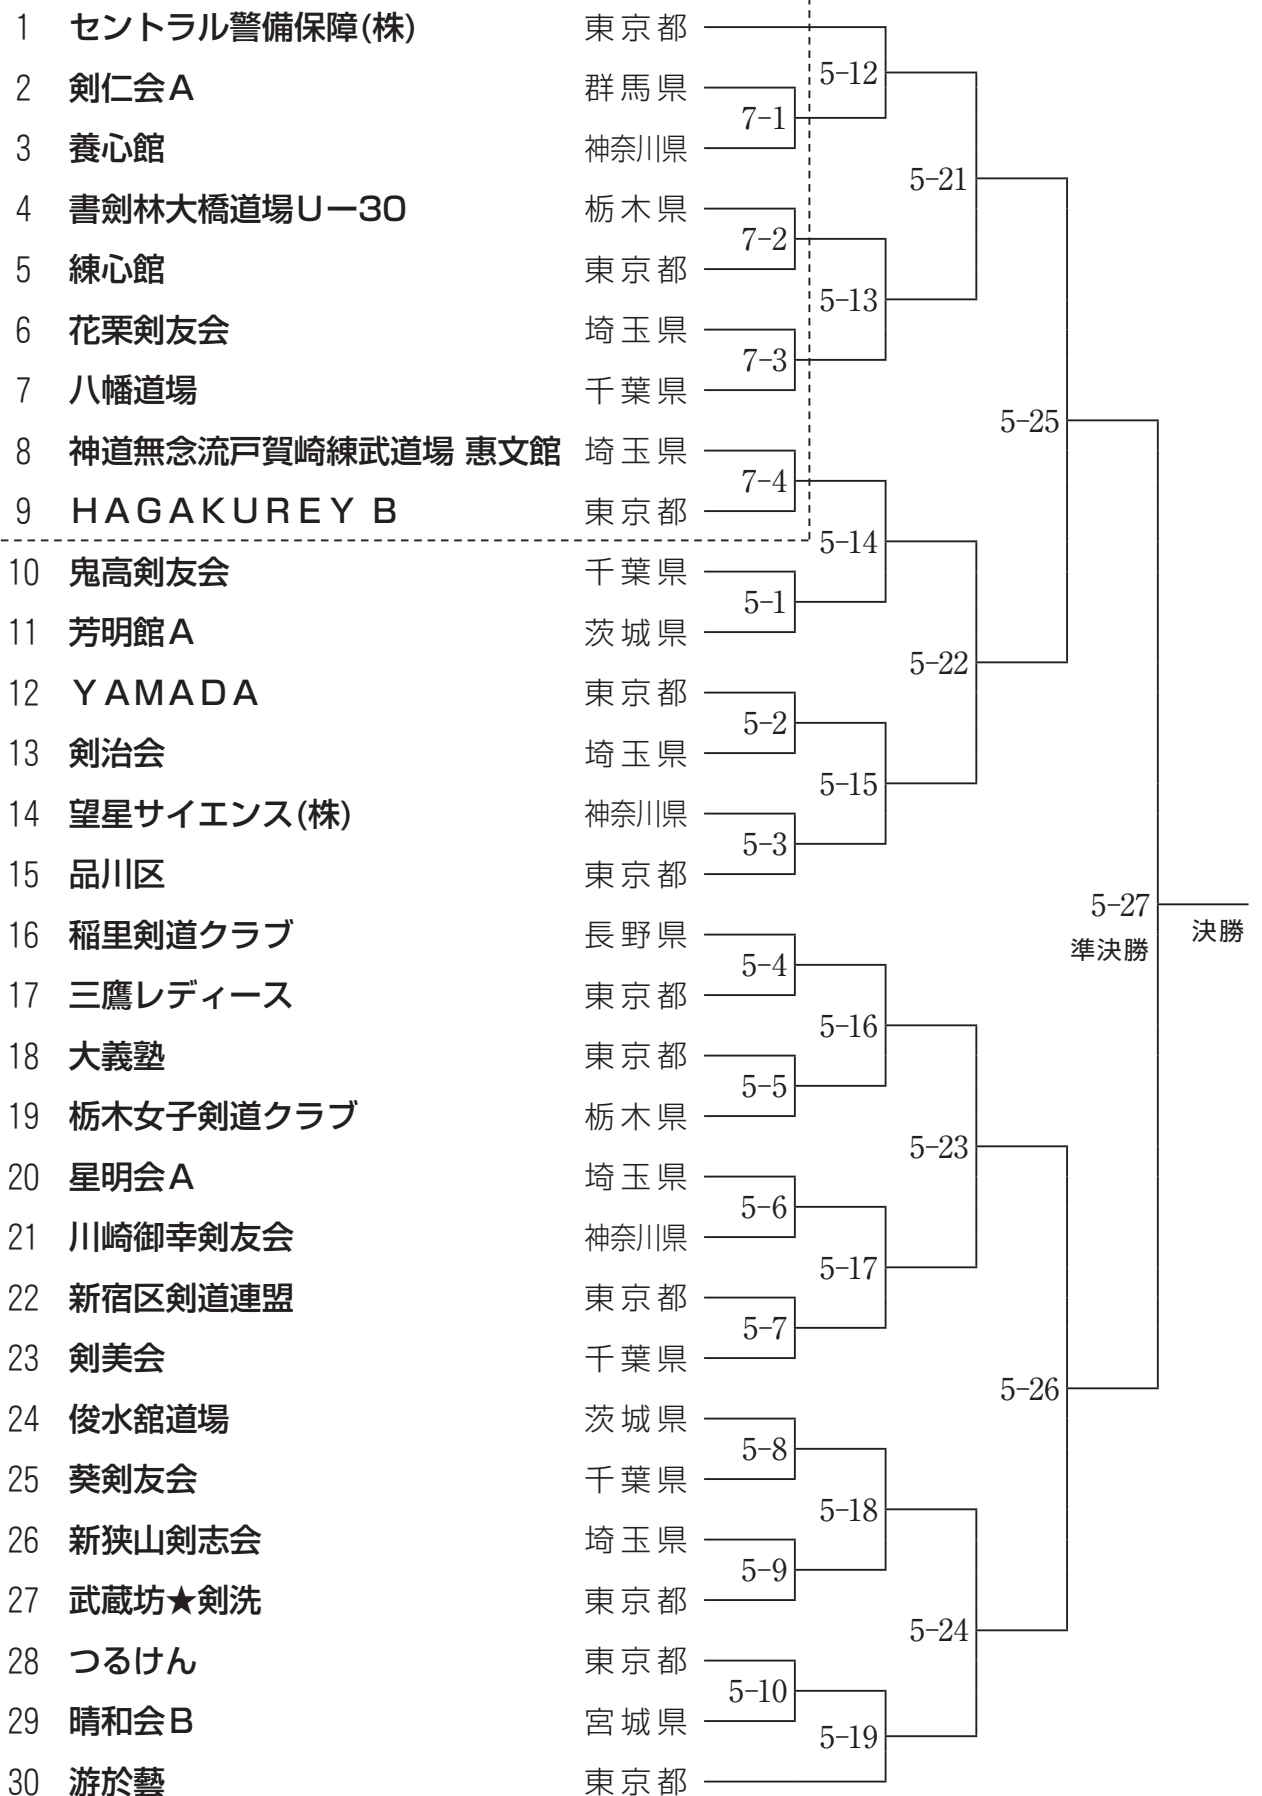 1 セントラル警備保障(株) 東京都
2 剣仁会A 群馬県
3 養心館 神奈川県
4 書劍林大橋道場Uー30 栃木県
5 練心館 東京都
6 花栗剣友会 埼玉県
7 八幡道場 千葉県
8 神道無念流戸賀崎練武道場 惠文館 埼玉県
9 HAGAKUREY B 東京都
10 鬼高剣友会 千葉県
11 芳明館A 茨城県
12 YAMADA 東京都
13 剣治会 埼玉県
14 望星サイエンス(株) 神奈川県
15 品川区 東京都
16 稲里剣道クラブ 長野県
17 三鷹レディース 東京都
18 大義塾 東京都
19 栃木女子剣道クラブ 栃木県
20 星明会A 埼玉県
21 川崎御幸剣友会 神奈川県
22 新宿区剣道連盟 東京都
23 剣美会 千葉県
24 俊水舘道場 茨城県
25 葵剣友会 千葉県
26 新狭山剣志会 埼玉県
27 武蔵坊★剣洗 東京都
28 つるけん 東京都
29 晴和会B 宮城県
30 游於藝 東京都
7-1
7-2
7-3
7-4
5-1
5-2
5-3
5-4
5-5
5-6
5-7
5-8
5-9
5-10
5-12
5-13
5-14
5-15
5-16
5-17
5-18
5-19
5-21
5-22
5-23
5-24
5-25
5-26
5-27
準決勝
決勝